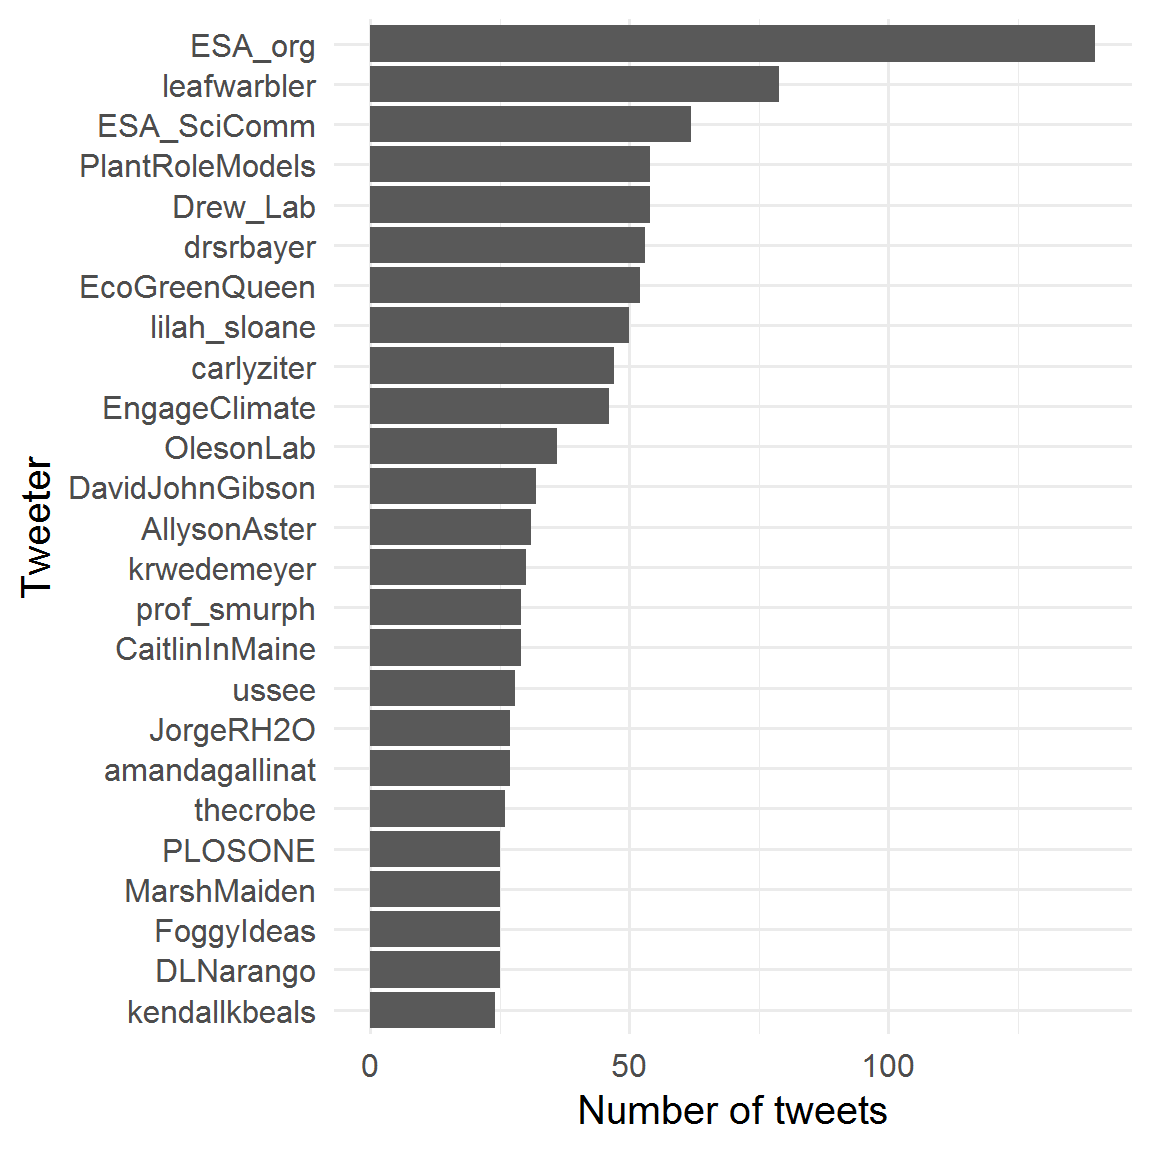 ESA_org
leafwarbler
ESA_SciComm
PlantRoleModels
Drew_Lab
drsrbayer
EcoGreenQueen
lilah_sloane
carlyziter
EngageClimate
OlesonLab
DavidJohnGibson
AllysonAster
krwedemeyer
prof_smurph
CaitlinInMaine
ussee
JorgeRH2O
amandagallinat
thecrobe
PLOSONE
MarshMaiden
FoggyIdeas
DLNarango
kendallkbeals
Tweeter
0 50 100
Number of tweets